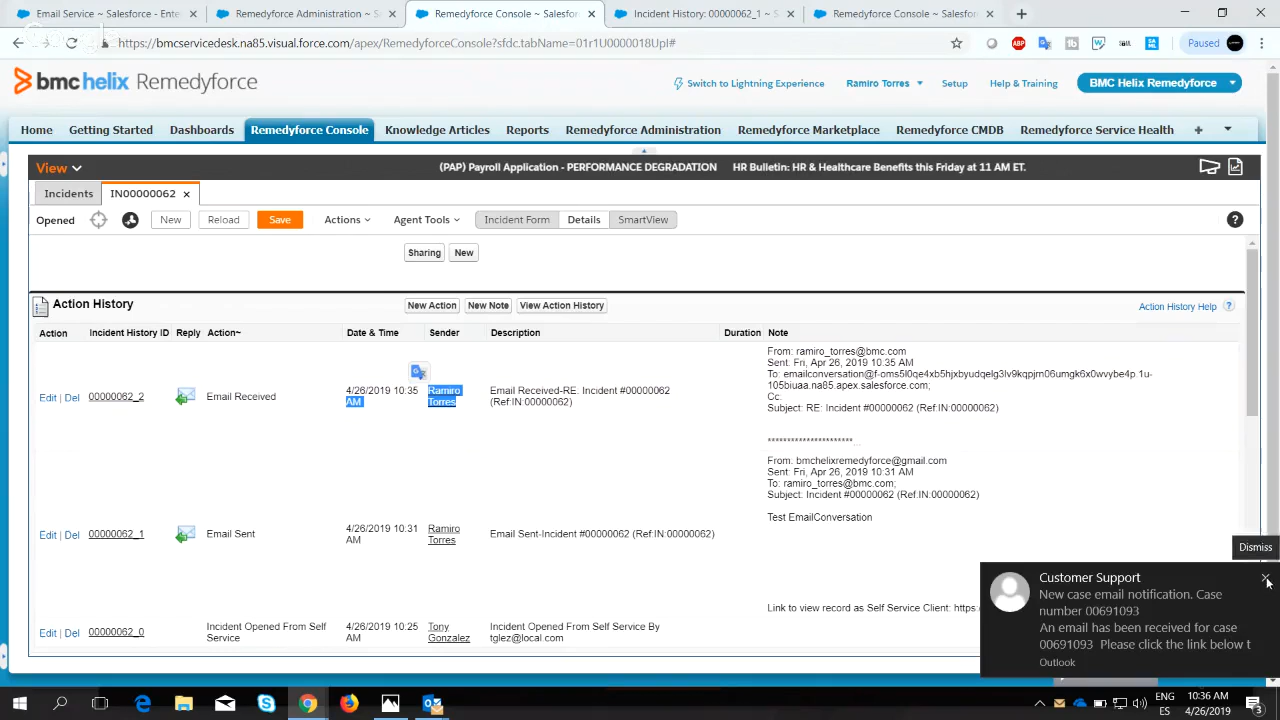 Email Service ~ Salesforce - Ente
Remedyforce Administration ~ S
Remedyforce Console ~ Salesfor
Incident History: 00000062_1 ~ S
Remedyforce Console ~ Salesfor
https://bmcservicedesk.na85.visual.force.com/apex/Remedyforceconsole?sfdc.tabName=01r1U0000018UpI#
ABP
Paused
bmc helix Remedyforce
Switch to Lightning Experience
Ramiro Torres
Setup
Help & Training
BMC Helix Remedyforce
Home
Getting Started
Dashboards
Remedyforce Console
Knowledge Articles
Reports
Remedyforce Administration
Remedyforce Marketplace
Remedyforce CMDB
Remedyforce Service Health
+
View
(PAP) Payroll Application - PERFORMANCE DEGRADATION
HR Bulletin: HR & Healthcare Benefits this Friday at 11 AM ET.
Incidents
IN00000062
Opened
New
Reload
Save
Actions
Agent Tools
Incident Form
Details
SmartView
Sharing
New
Action History
New Action
New Note
View Action History
Action History Help
Action
Incident History ID
Reply
Action~
Date & Time
Sender
Description
Duration
Note
Edit | Del
00000062_2
Email Received
4/26/2019 10:35
AM
Ramiro
Torres
Email Received-RE: Incident #00000062
(Ref:IN:00000062)
From: ramiro_torres@bmc.com
Sent: Fri, Apr 26, 2019 10:35 AM
Cc:
Subject: RE: Incident #00000062 (Ref:IN:00000062)
**********************...
From: bmchelixremedyforce@gmail.com
Sent: Fri, Apr 26, 2019 10:31 AM
To: ramiro_torres@bmc.com;
Subject: Incident #00000062 (Ref:IN:00000062)
Test EmailConversation
Edit | Del
00000062_1
Email Sent
4/26/2019 10:31
AM
Ramiro
Torres
Email Sent-Incident #00000062 (Ref:IN:00000062)
Link to view record as Self Service Client: https:
Edit | Del
00000062_0
Incident Opened From Self
Service
4/26/2019 10:25
AM
Tony
Gonzalez
Incident Opened From Self Service By
tglez@local.com
Dismiss
Customer Support
New case email notification. Case
number 00691093
An email has been received for case
00691093 Please click the link below t
Outlook
ENG
ES
10:36 AM
4/26/2019
3